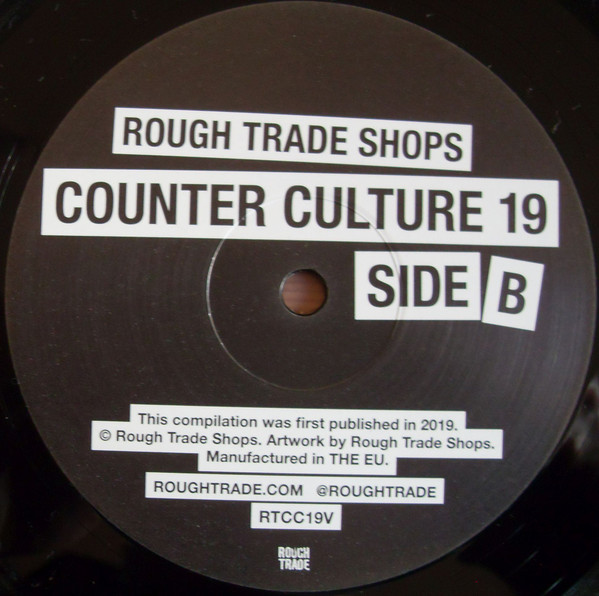 ROUGH TRADE SHOPS
COUNTER CULTURE 19
SIDE B
This compilation was first published in 2019.
© Rough Trade Shops. Artwork by Rough Trade Shops.
Manufactured in THE EU.
ROUGHTRADE.COM @ROUGHTRADE
RTCC19V
ROUGH
TRADE